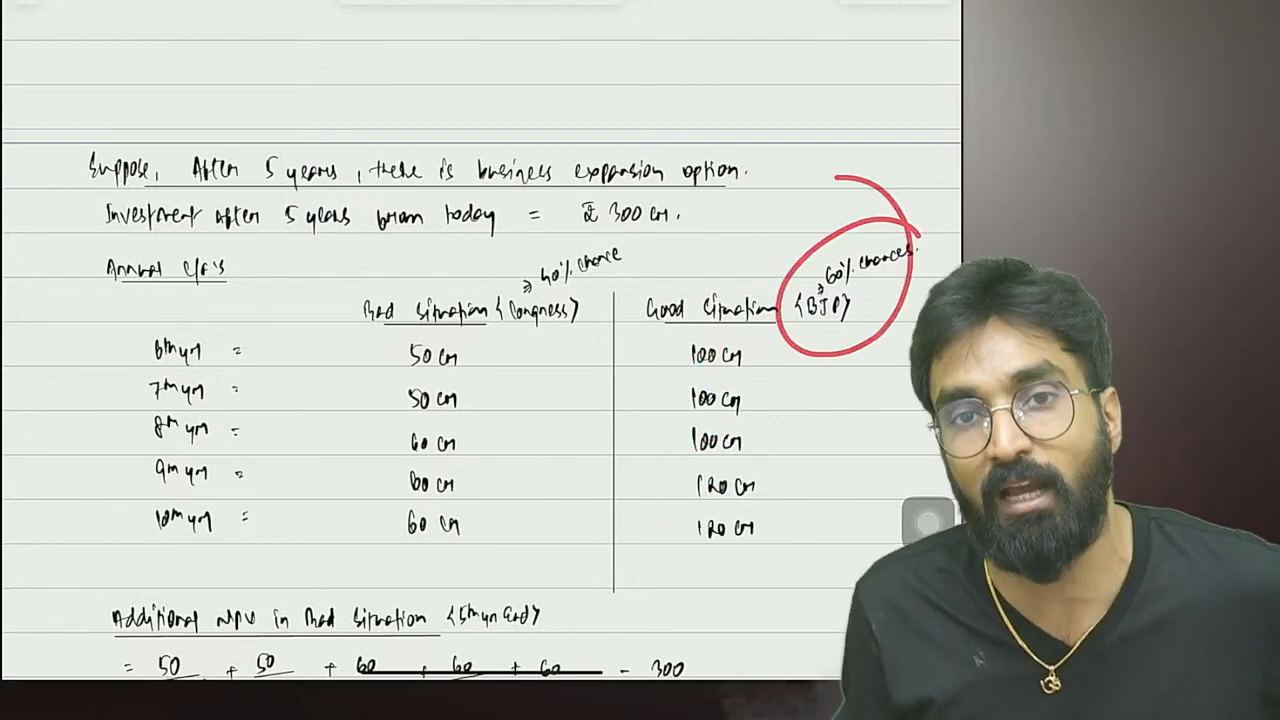 Suppose, After 5 years, there is business expansion option.
Investment after 5 years from today = ₹ 300 cr.
Annual C/F's
⇒ 40% chance
⇒ 60% chances.
Bad Situation {Congress} Good Situation {BJP}
6th yr = 50 cr 100 cr
7th yr = 50 cr 100 cr
8th yr = 60 cr 100 cr
9th yr = 60 cr 120 cr
10th yr = 60 cr 120 cr
Additional NPV in Bad Situation {5th yr end}
= 50 + 50 + 60 + 60 + 60 - 300